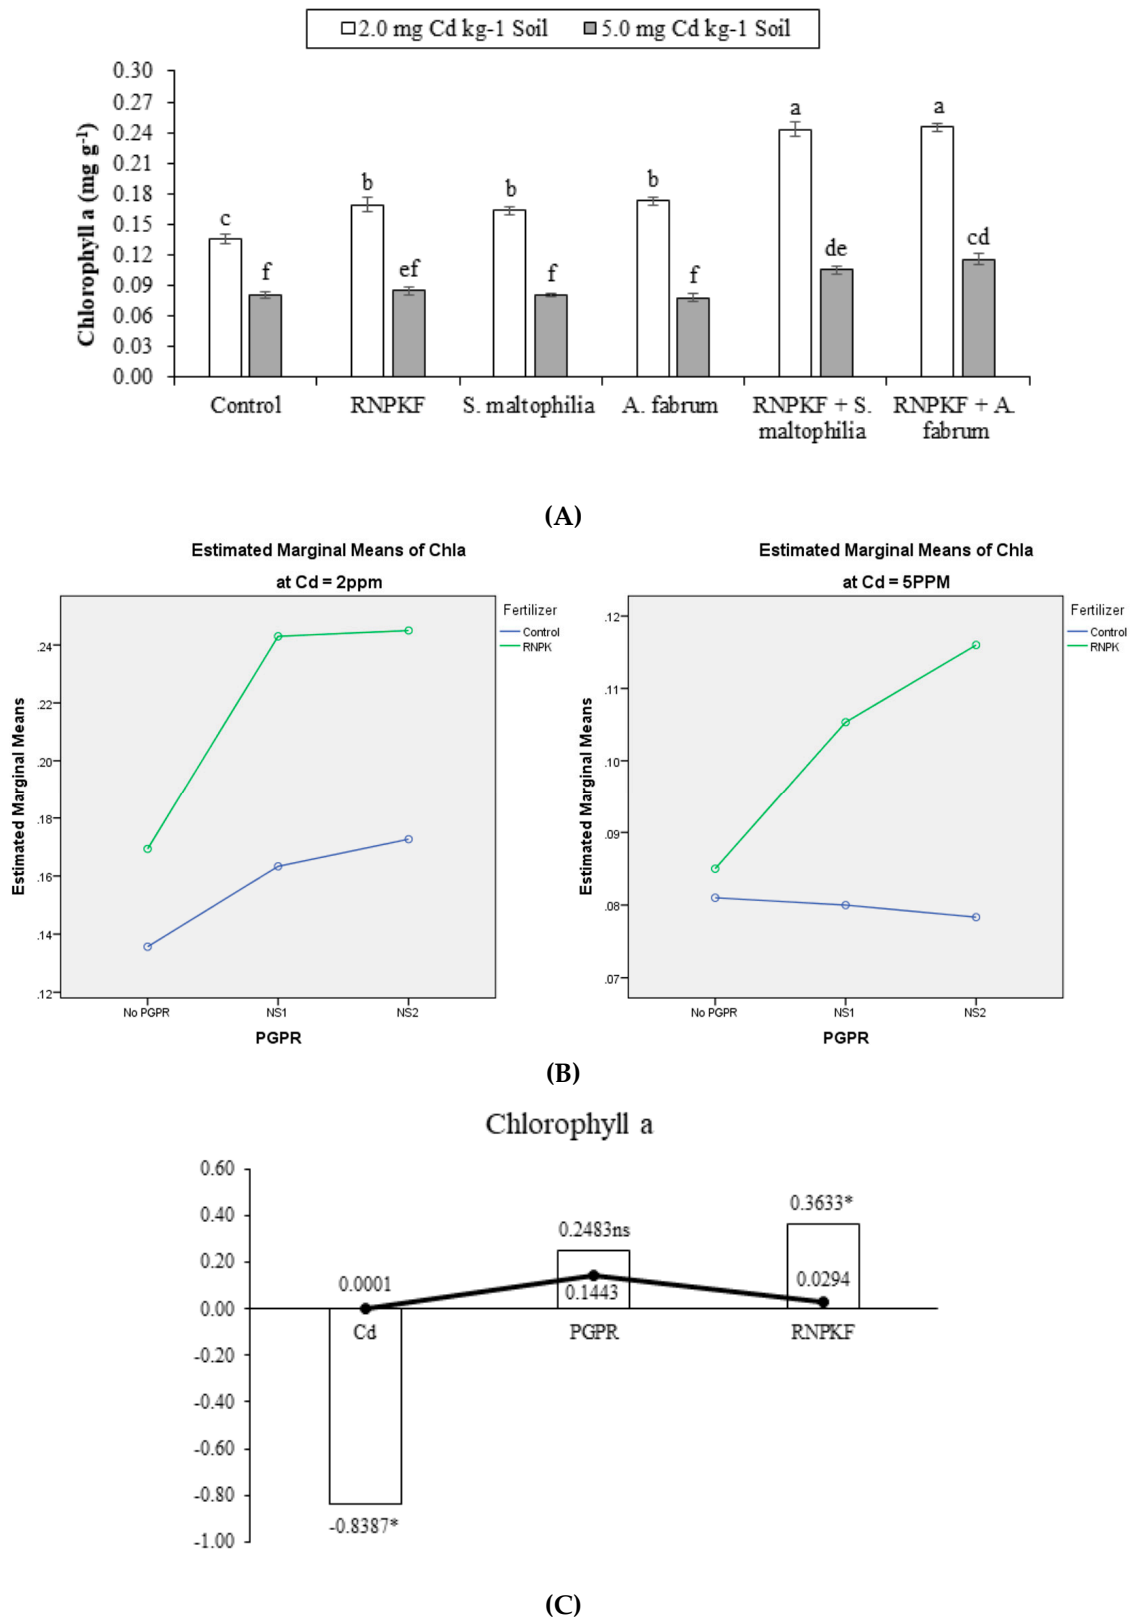 2.0 mg Cd kg-1 Soil 5.0 mg Cd kg-1 Soil
Chlorophyll a (mg g-1)
0.30
0.27
0.24
0.21
0.18
0.15
0.12
0.09
0.06
0.03
0.00
c f b ef b f b f a de a cd
Control RNPKF S. maltophilia A. fabrum RNPKF + S. RNPKF + A.
maltophilia fabrum
(A)
Estimated Marginal Means of Chla
at Cd = 2ppm
Fertilizer
Control
RNPK
Estimated Marginal Means
.24
.22
.20
.18
.16
.14
.12
No PGPR NS1 NS2
PGPR
Estimated Marginal Means of Chla
at Cd = 5PPM
Fertilizer
Control
RNPK
Estimated Marginal Means
.12
.11
.10
.09
.08
.07
No PGPR NS1 NS2
PGPR
(B)
Chlorophyll a
0.60
0.40
0.20
0.00
-0.20
-0.40
-0.60
-0.80
-1.00
0.3633*
0.2483ns
0.0001 0.1443 0.0294
Cd PGPR RNPKF
-0.8387*
(C)